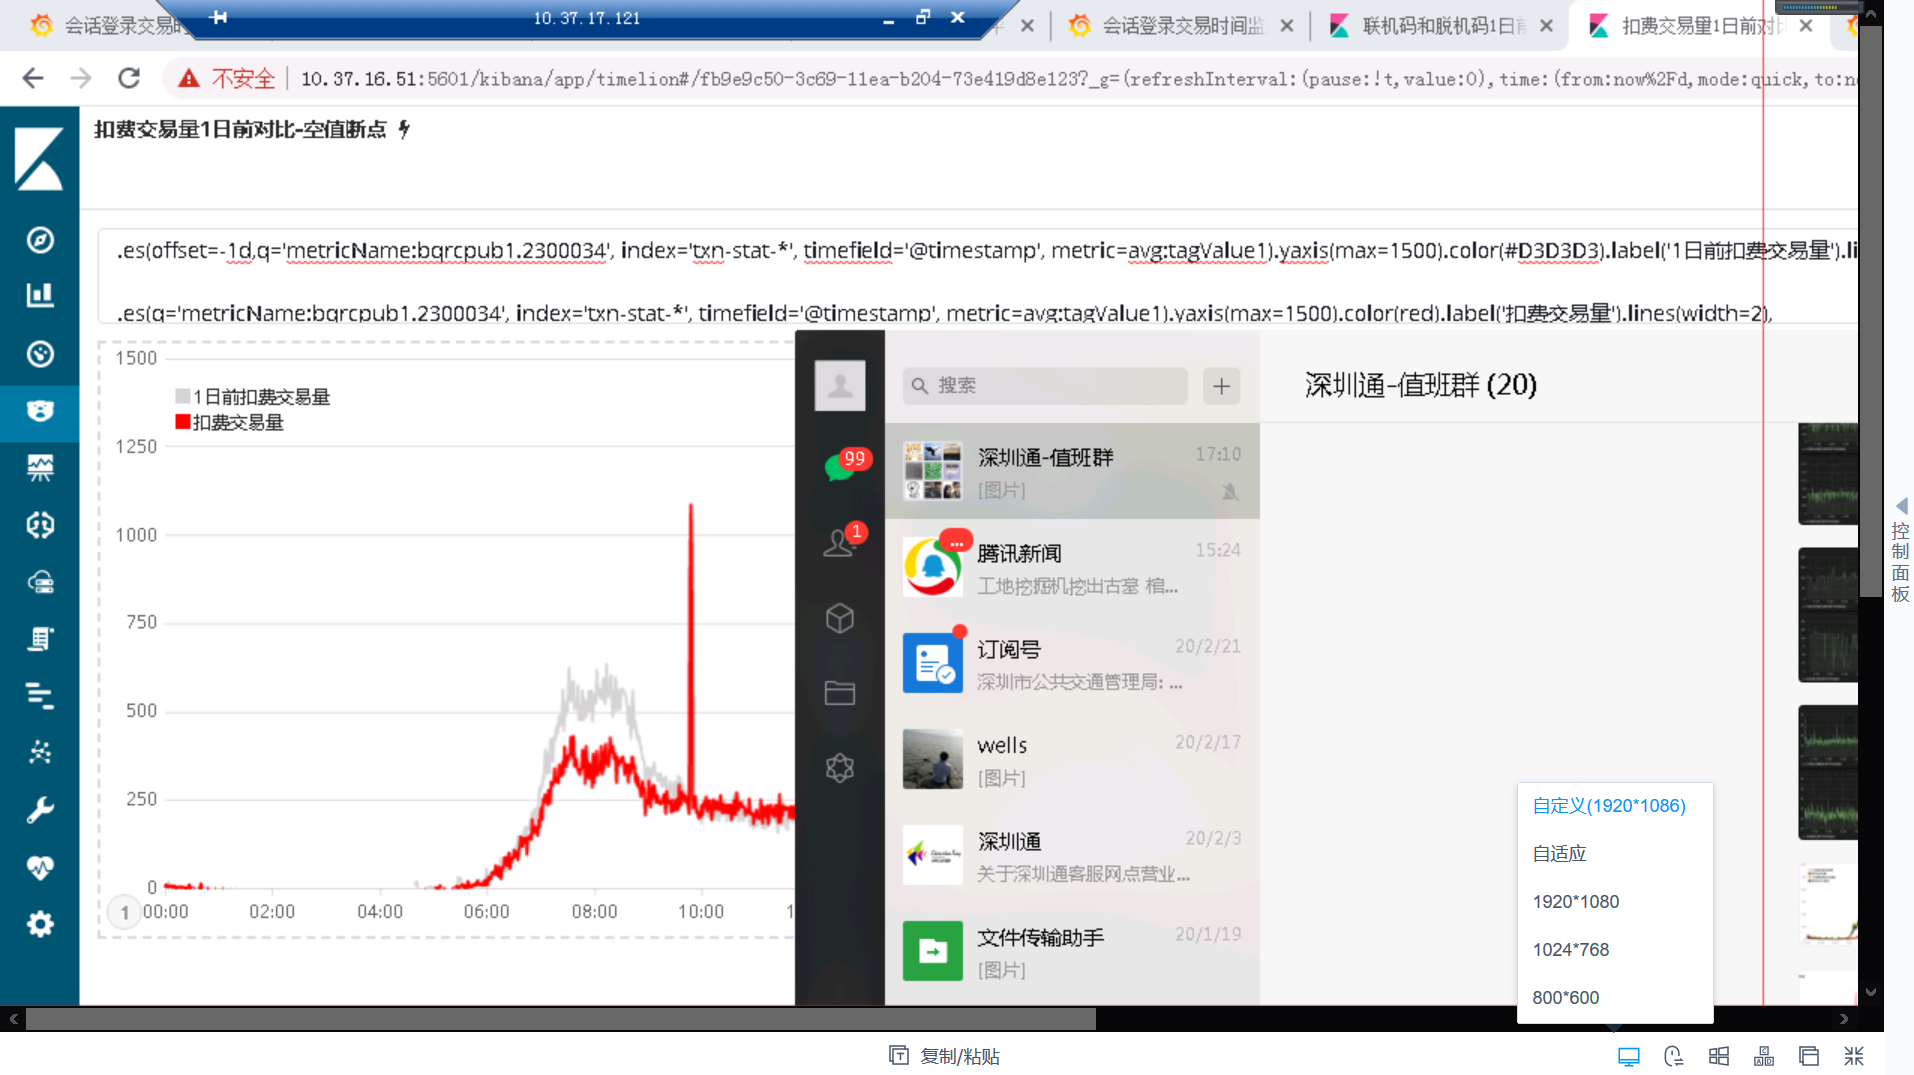 会话登录交易时
10.37.17.121
会话登录交易时间监
联机码和脱机码1日前
扣费交易量1日前对比
不安全
10.37.16.51:5601/kibana/app/timelion#/fb9e9c50-3c69-11ea-b204-73e419d8e123?_g=(refreshInterval:(pause:!t,value:0),time:(from:now%2Fd,mode:quick,to:no
扣费交易量1日前对比-空值断点
.es(offset=-1d,q='metricName:bqrcpub1.2300034', index='txn-stat-*', timefield='@timestamp', metric=avg:tagValue1).yaxis(max=1500).color(#D3D3D3).label('1日前扣费交易量').li
.es(q='metricName:bqrcpub1.2300034', index='txn-stat-*', timefield='@timestamp', metric=avg:tagValue1).yaxis(max=1500).color(red).label('扣费交易量').lines(width=2),
1500
1250
1000
750
500
250
0
1日前扣费交易量
扣费交易量
1
00:00
02:00
04:00
06:00
08:00
10:00
1
99
1
搜索
深圳通-值班群 (20)
深圳通-值班群
17:10
[图片]
腾讯新闻
15:24
工地挖掘机挖出古墓 棺...
订阅号
20/2/21
深圳市公共交通管理局: ...
wells
20/2/17
[图片]
深圳通
20/2/3
关于深圳通客服网点营业...
文件传输助手
20/1/19
[图片]
自定义(1920*1086)
自适应
1920*1080
1024*768
800*600
控制面板
复制/粘贴